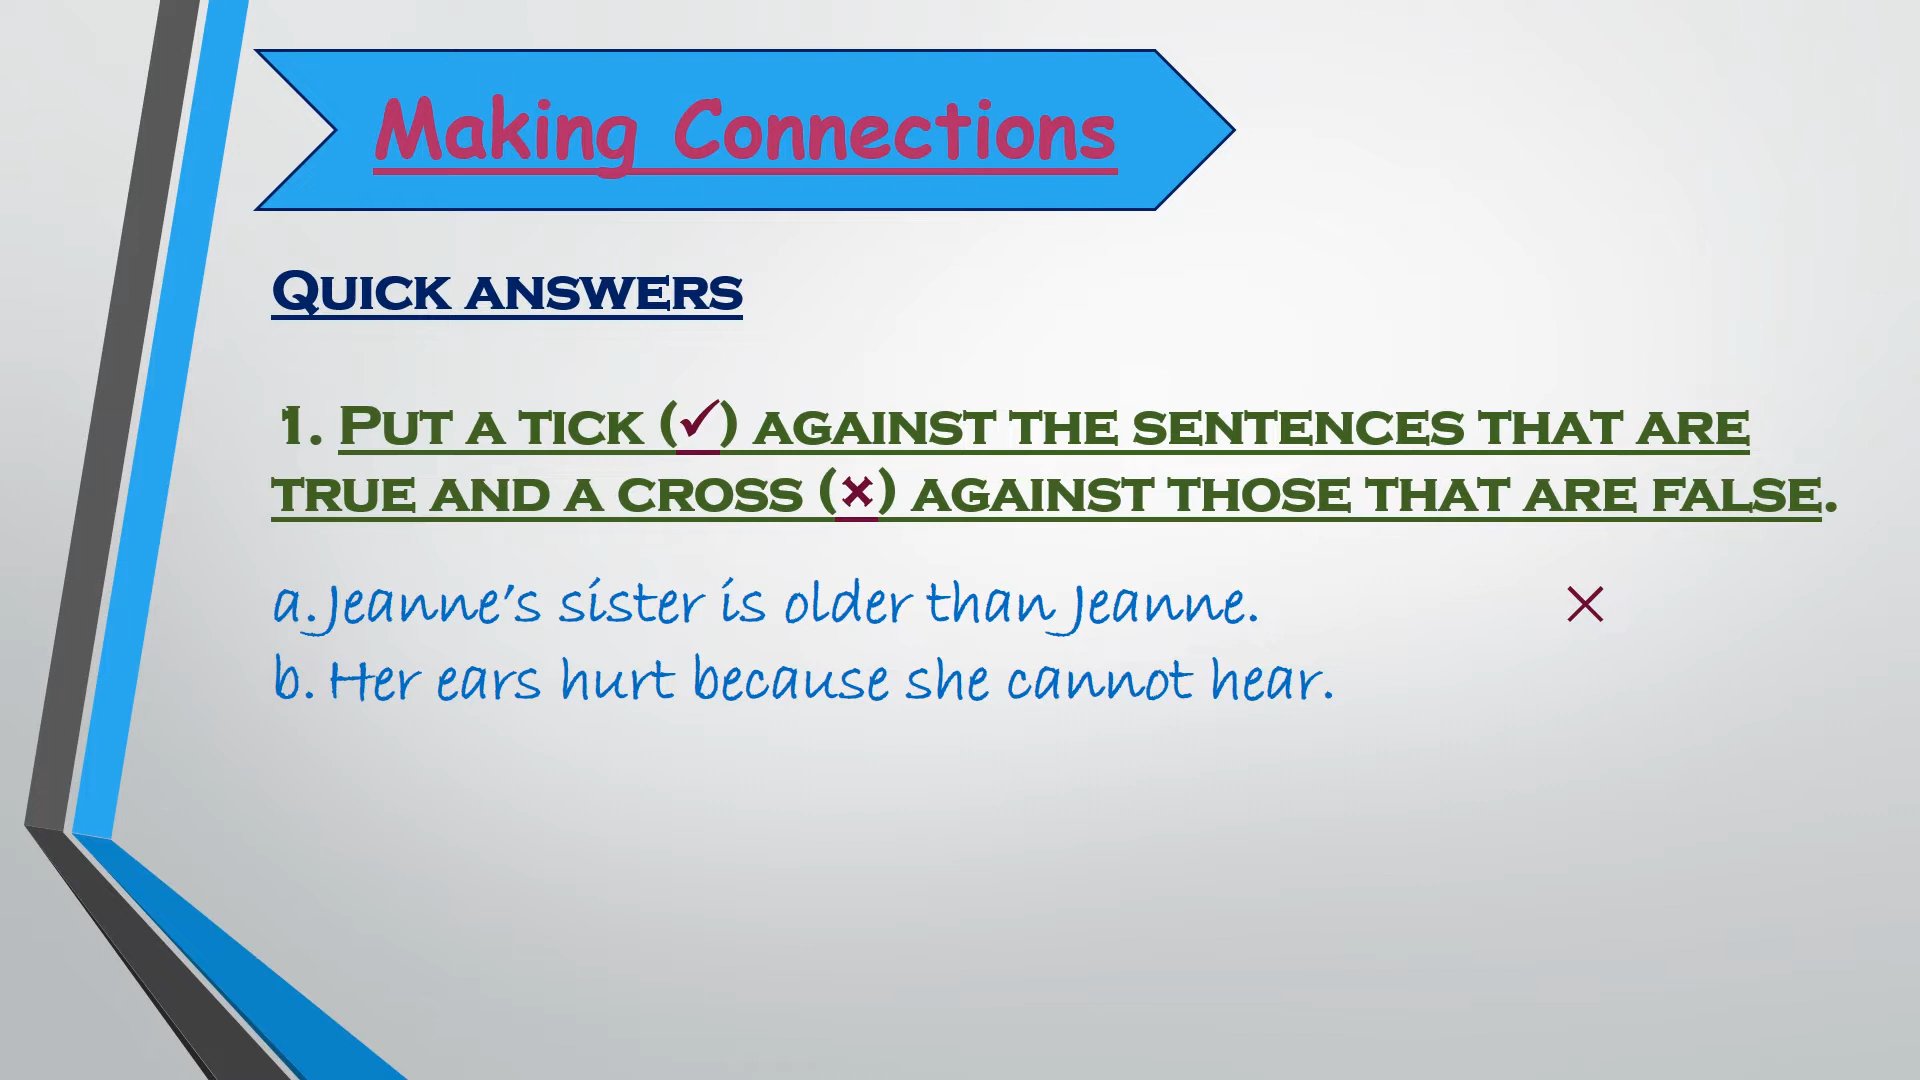 Making Connections
Quick answers
1. Put a tick (✓) against the sentences that are
true and a cross (×) against those that are false.
a. Jeanne’s sister is older than Jeanne. ×
b. Her ears hurt because she cannot hear.